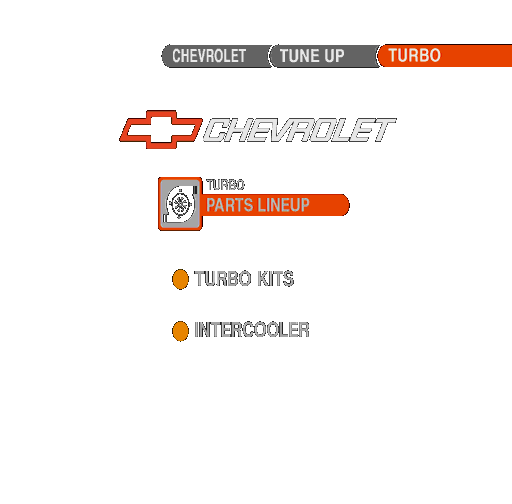 CHEVROLET TUNE UP TURBO
CHEVROLET
TURBO
PARTS LINEUP
TURBO KITS
INTERCOOLER